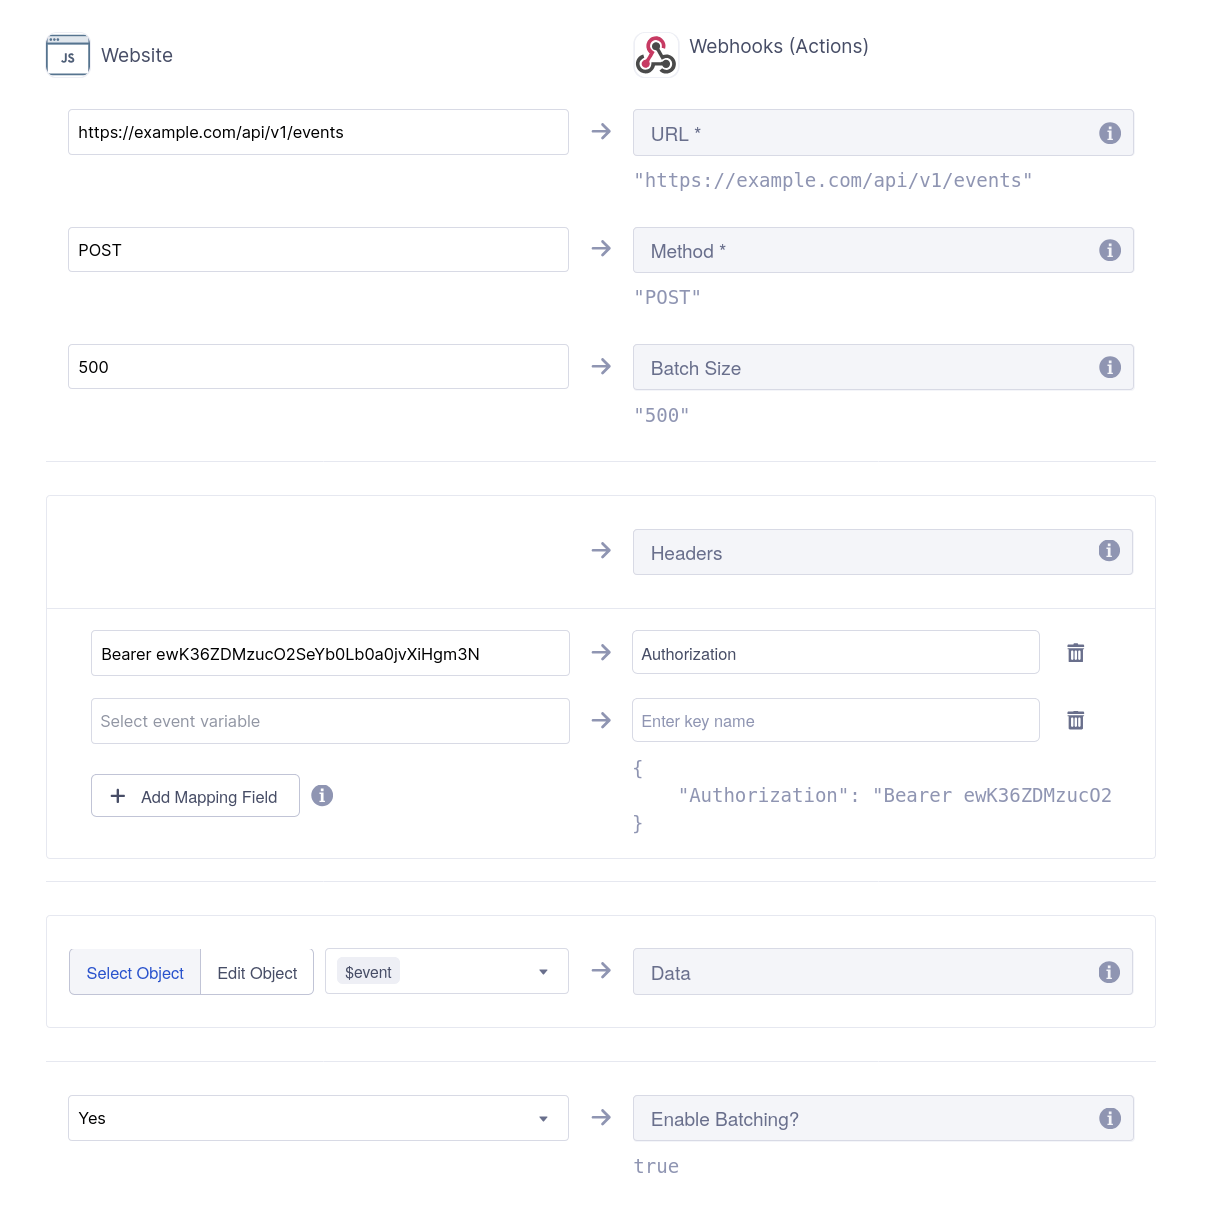 JS
Website
Webhooks (Actions)
https://example.com/api/v1/events
URL *
"https://example.com/api/v1/events"
POST
Method *
"POST"
500
Batch Size
"500"
Headers
Bearer ewK36ZDMzucO2SeYb0Lb0a0jvXiHgm3N
Authorization
Select event variable
Enter key name
+ Add Mapping Field
{
"Authorization": "Bearer ewK36ZDMzucO2
}
Select Object
Edit Object
$event
Data
Yes
Enable Batching?
true